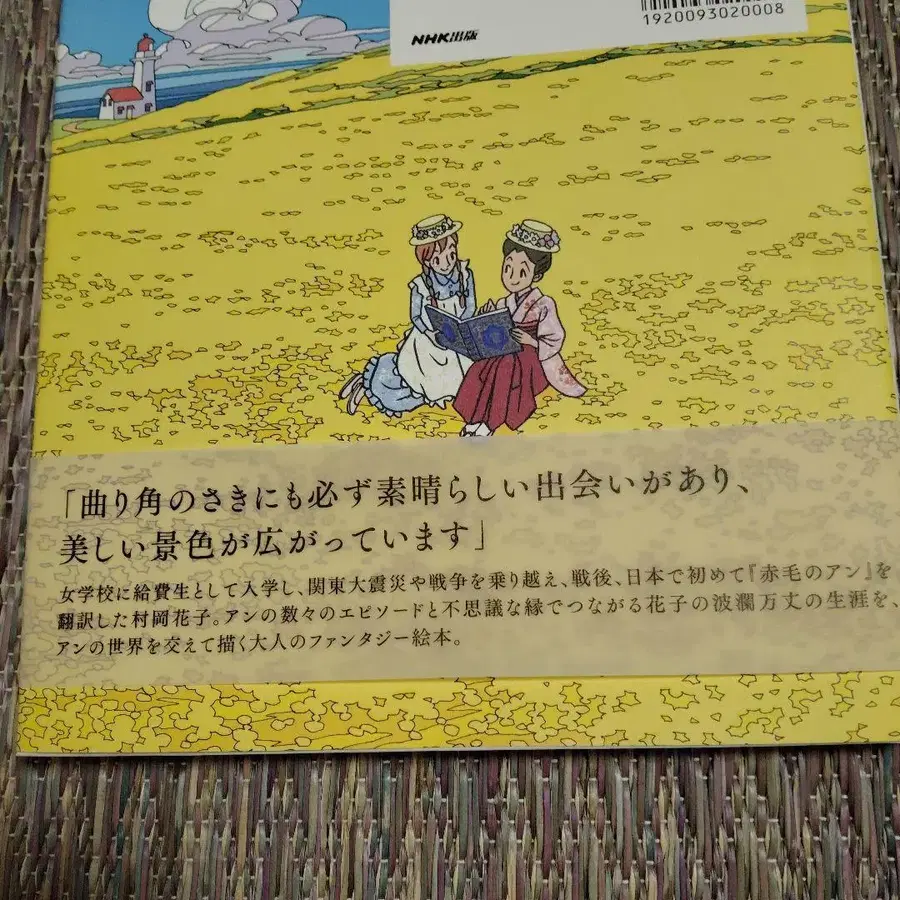 1920093020008
NHK出版
「曲り角のさきにも必ず素晴らしい出会いがあり、
美しい景色が広がっています」
女学校に給費生として入学し、関東大震災や戦争を乗り越え、戦後、日本で初めて『赤毛のアン』を
翻訳した村岡花子。アンの数々のエピソードと不思議な縁でつながる花子の波瀾万丈の生涯を、
アンの世界を交えて描く大人のファンタジー絵本。